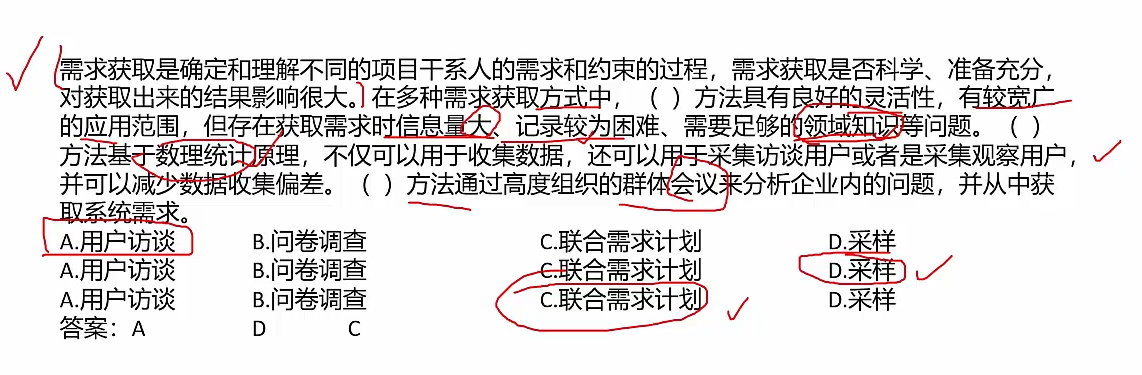 需求获取是确定和理解不同的项目干系人的需求和约束的过程，需求获取是否科学、准备充分，
对获取出来的结果影响很大。在多种需求获取方式中，（ ）方法具有良好的灵活性，有较宽广
的应用范围，但存在获取需求时信息量大、记录较为困难、需要足够的领域知识等问题。（ ）
方法基于数理统计原理，不仅可以用于收集数据，还可以用于采集访谈用户或者是采集观察用户，
并可以减少数据收集偏差。（ ）方法通过高度组织的群体会议来分析企业内的问题，并从中获
取系统需求。
A.用户访谈 B.问卷调查 C.联合需求计划 D.采样
A.用户访谈 B.问卷调查 C.联合需求计划 D.采样
A.用户访谈 B.问卷调查 C.联合需求计划 D.采样
答案：A D C